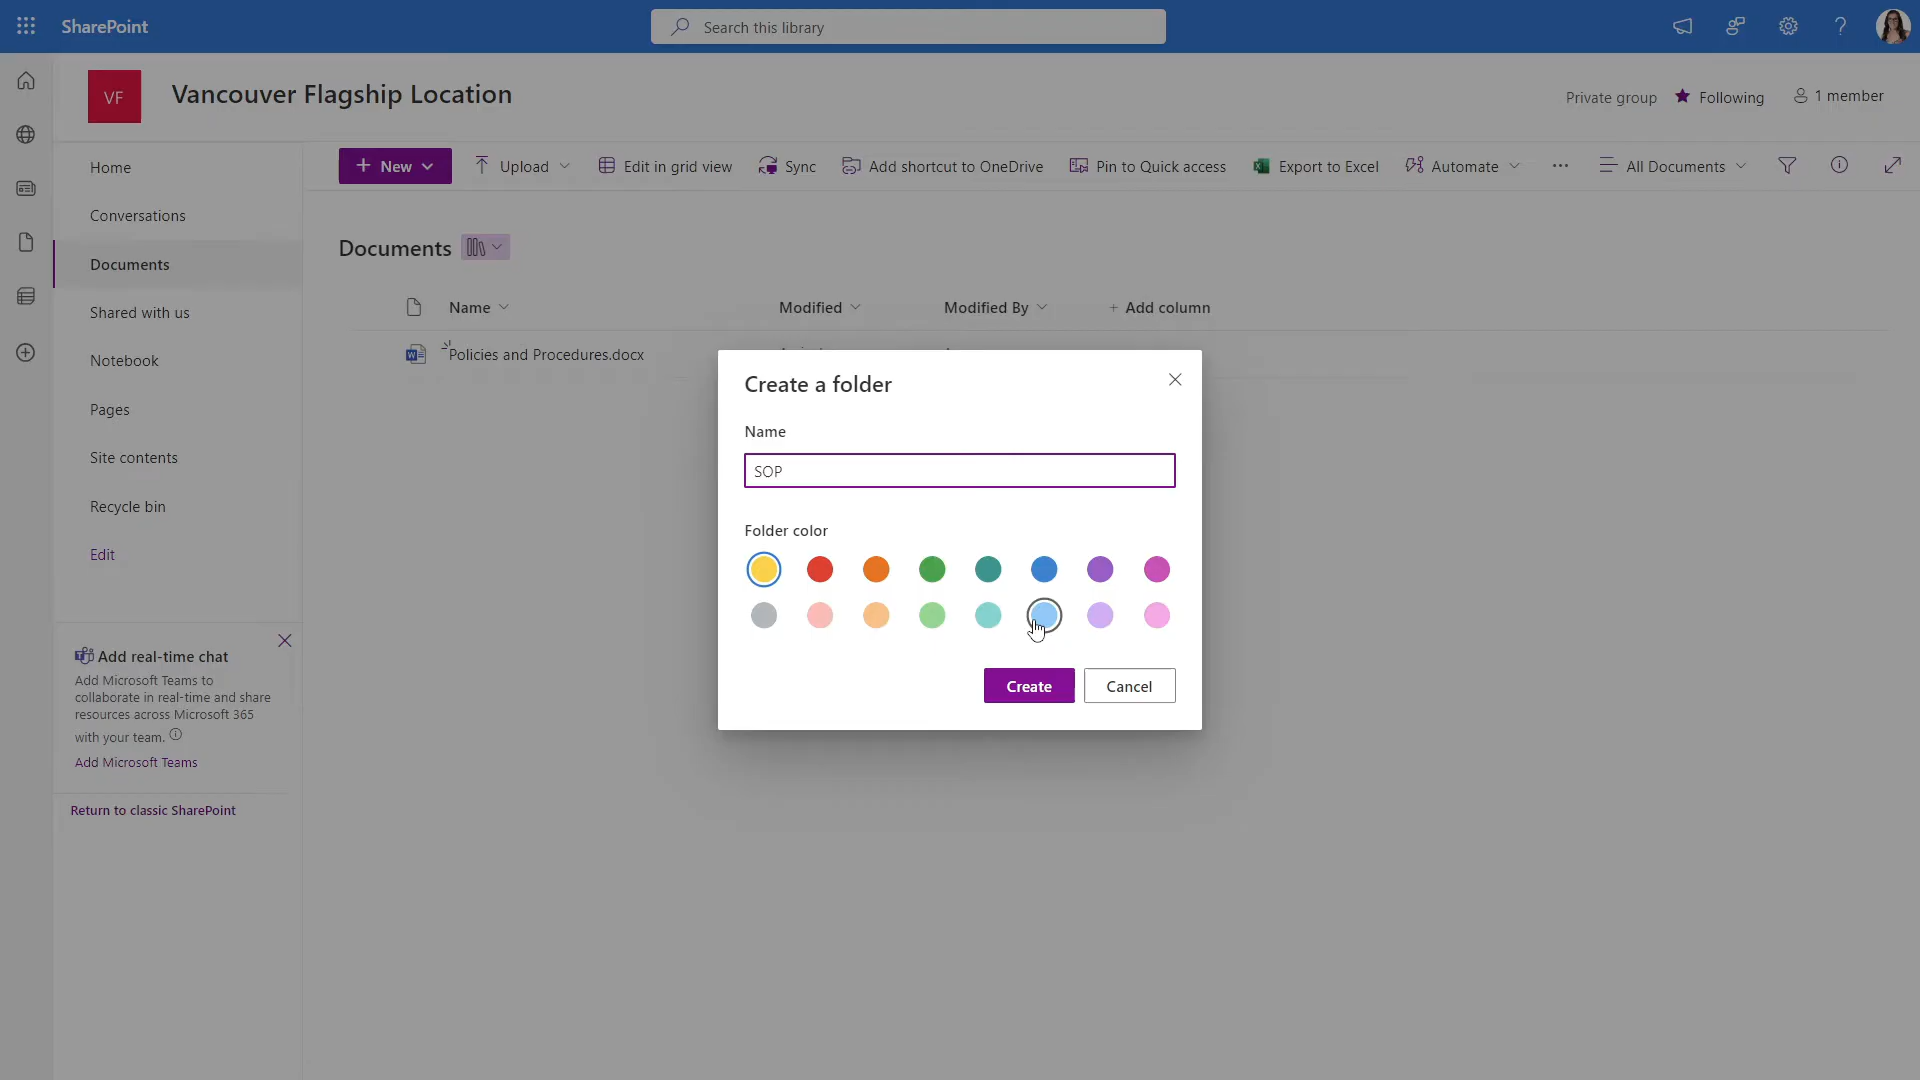 SharePoint
Search this library
VF
Vancouver Flagship Location
Private group
Following
1 member
Home
Conversations
Documents
Shared with us
Notebook
Pages
Site contents
Recycle bin
Edit
+ New
Upload
Edit in grid view
Sync
Add shortcut to OneDrive
Pin to Quick access
Export to Excel
Automate
...
All Documents
Documents
Name
Modified
Modified By
+ Add column
Policies and Procedures.docx
Create a folder
Name
SOP
Folder color
Create
Cancel
Add real-time chat
Add Microsoft Teams to
collaborate in real-time and share
resources across Microsoft 365
with your team.
Add Microsoft Teams
Return to classic SharePoint